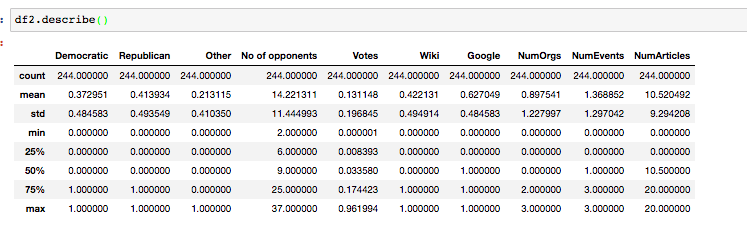 : df2.describe()
:
Democratic Republican Other No of opponents Votes Wiki Google NumOrgs NumEvents NumArticles
count 244.000000 244.000000 244.000000 244.000000 244.000000 244.000000 244.000000 244.000000 244.000000 244.000000
mean 0.372951 0.413934 0.213115 14.221311 0.131148 0.422131 0.627049 0.897541 1.368852 10.520492
std 0.484583 0.493549 0.410350 11.444993 0.196845 0.494914 0.484583 1.227997 1.297042 9.294208
min 0.000000 0.000000 0.000000 2.000000 0.000001 0.000000 0.000000 0.000000 0.000000 0.000000
25% 0.000000 0.000000 0.000000 6.000000 0.008393 0.000000 0.000000 0.000000 0.000000 0.000000
50% 0.000000 0.000000 0.000000 9.000000 0.033580 0.000000 1.000000 0.000000 1.000000 10.500000
75% 1.000000 1.000000 0.000000 25.000000 0.174423 1.000000 1.000000 2.000000 3.000000 20.000000
max 1.000000 1.000000 1.000000 37.000000 0.961994 1.000000 1.000000 3.000000 3.000000 20.000000